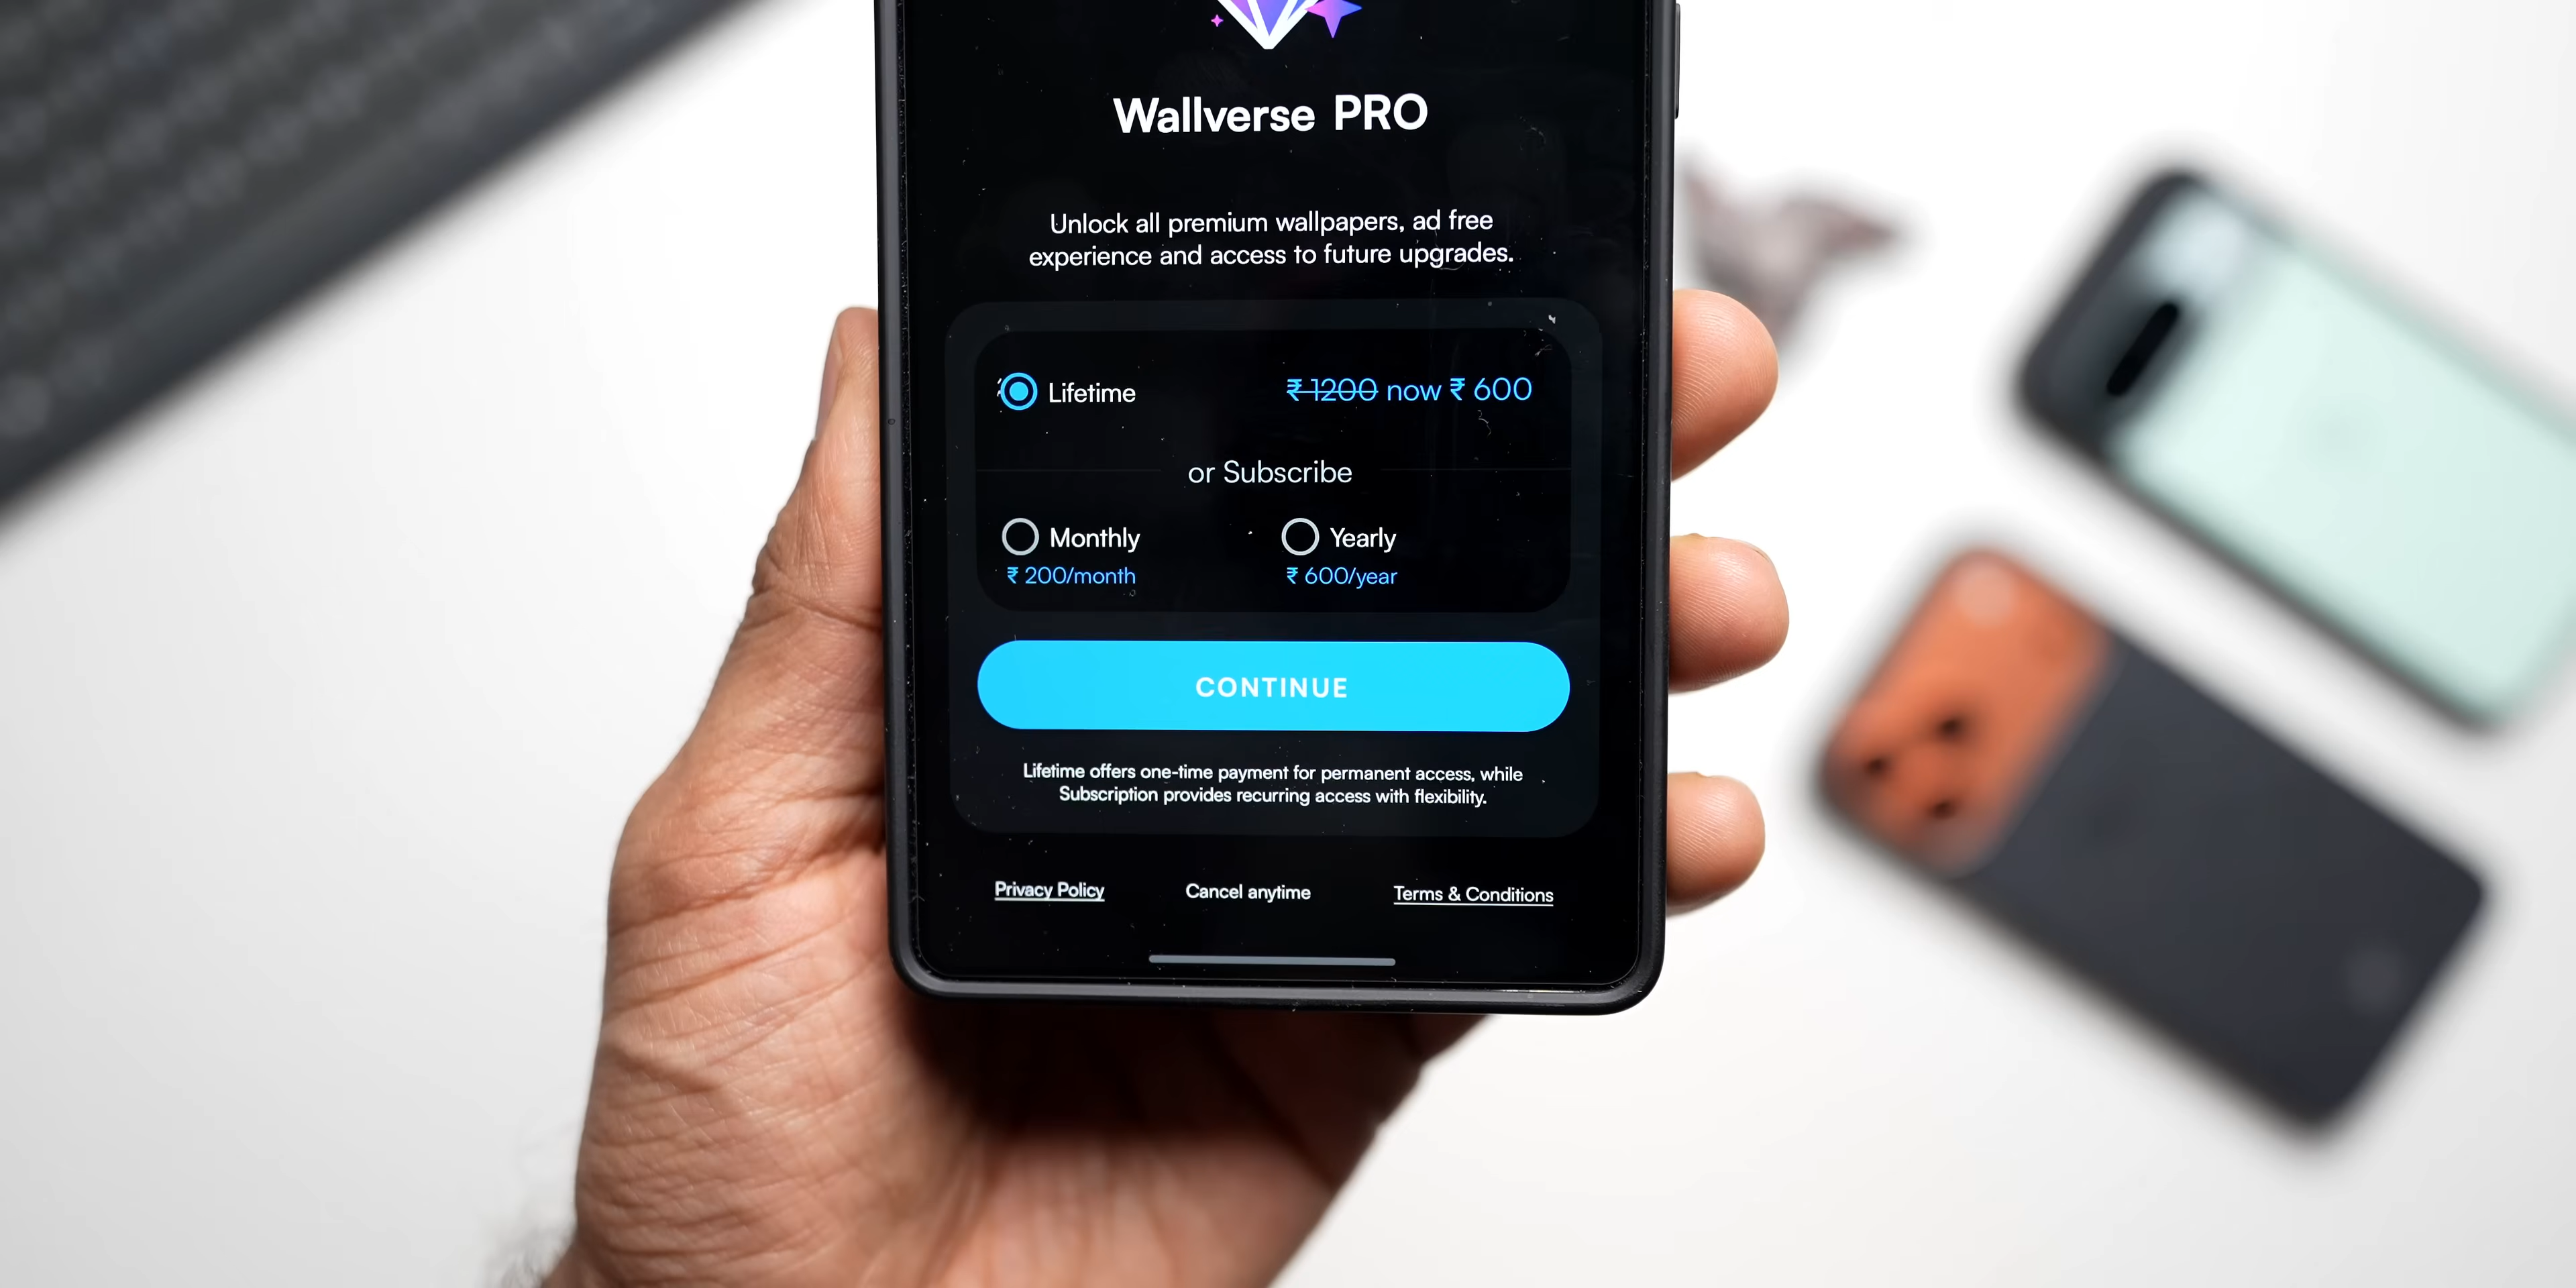 Wallverse PRO
Unlock all premium wallpapers, ad free
experience and access to future upgrades.
Lifetime ₹ 1200 now ₹ 600
or Subscribe
Monthly Yearly
₹ 200/month ₹ 600/year
CONTINUE
Lifetime offers one-time payment for permanent access, while
Subscription provides recurring access with flexibility.
Privacy Policy Cancel anytime Terms & Conditions